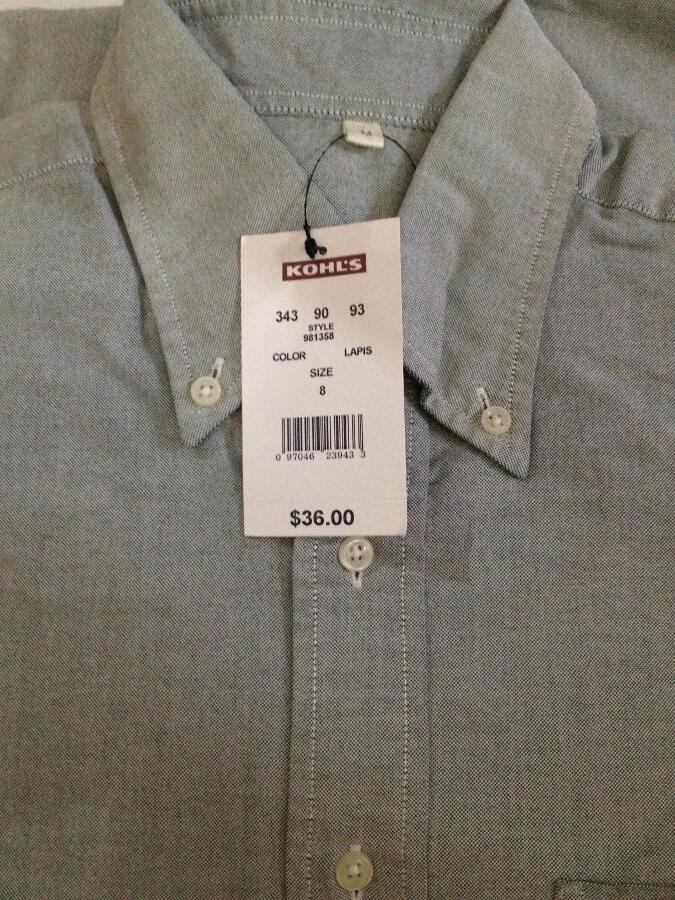 KOHL'S
343 90 93
STYLE
981358
COLOR LAPIS
SIZE
8
0 97046 23943 3
$36.00